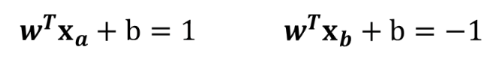 𝒘ᵀ𝐱ₐ + b = 1 𝒘ᵀ𝐱_b + b = −1